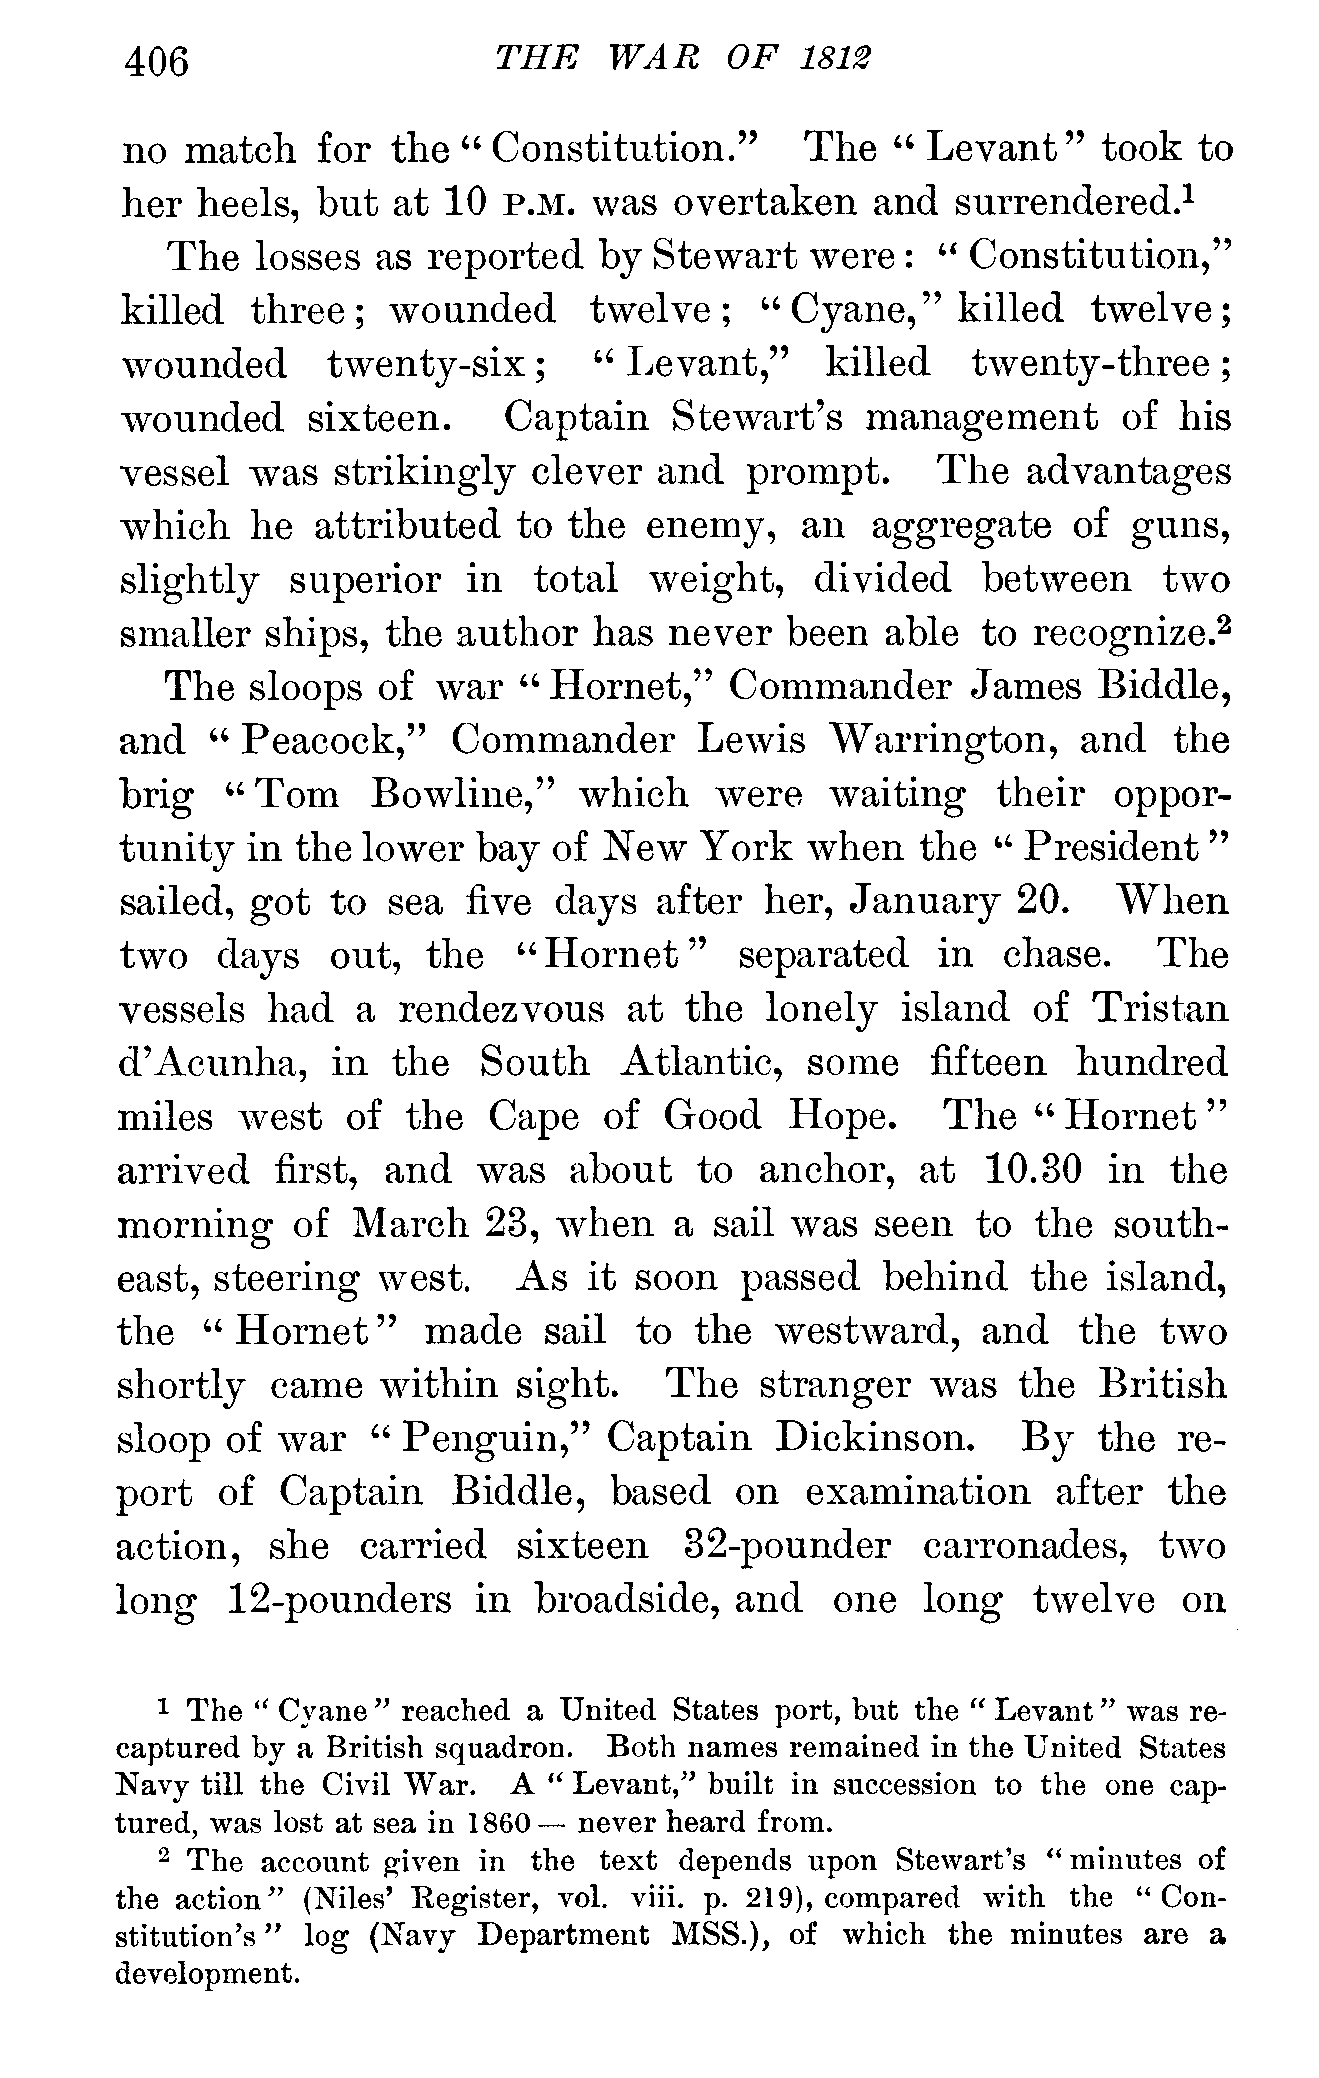 406 THE WAR OF 1812
no match for the “Constitution.” The “Levant” took to
her heels, but at 10 P.M. was overtaken and surrendered.¹
The losses as reported by Stewart were: “Constitution,”
killed three; wounded twelve; “Cyane,” killed twelve;
wounded twenty-six; “Levant,” killed twenty-three;
wounded sixteen. Captain Stewart’s management of his
vessel was strikingly clever and prompt. The advantages
which he attributed to the enemy, an aggregate of guns,
slightly superior in total weight, divided between two
smaller ships, the author has never been able to recognize.²
The sloops of war “Hornet,” Commander James Biddle,
and “Peacock,” Commander Lewis Warrington, and the
brig “Tom Bowline,” which were waiting their oppor-
tunity in the lower bay of New York when the “President”
sailed, got to sea five days after her, January 20. When
two days out, the “Hornet” separated in chase. The
vessels had a rendezvous at the lonely island of Tristan
d’Acunha, in the South Atlantic, some fifteen hundred
miles west of the Cape of Good Hope. The “Hornet”
arrived first, and was about to anchor, at 10.30 in the
morning of March 23, when a sail was seen to the south-
east, steering west. As it soon passed behind the island,
the “Hornet” made sail to the westward, and the two
shortly came within sight. The stranger was the British
sloop of war “Penguin,” Captain Dickinson. By the re-
port of Captain Biddle, based on examination after the
action, she carried sixteen 32-pounder carronades, two
long 12-pounders in broadside, and one long twelve on
¹ The “Cyane” reached a United States port, but the “Levant” was re-
captured by a British squadron. Both names remained in the United States
Navy till the Civil War. A “Levant,” built in succession to the one cap-
tured, was lost at sea in 1860 — never heard from.
² The account given in the text depends upon Stewart’s “minutes of
the action” (Niles’ Register, vol. viii. p. 219), compared with the “Con-
stitution’s” log (Navy Department MSS.), of which the minutes are a
development.